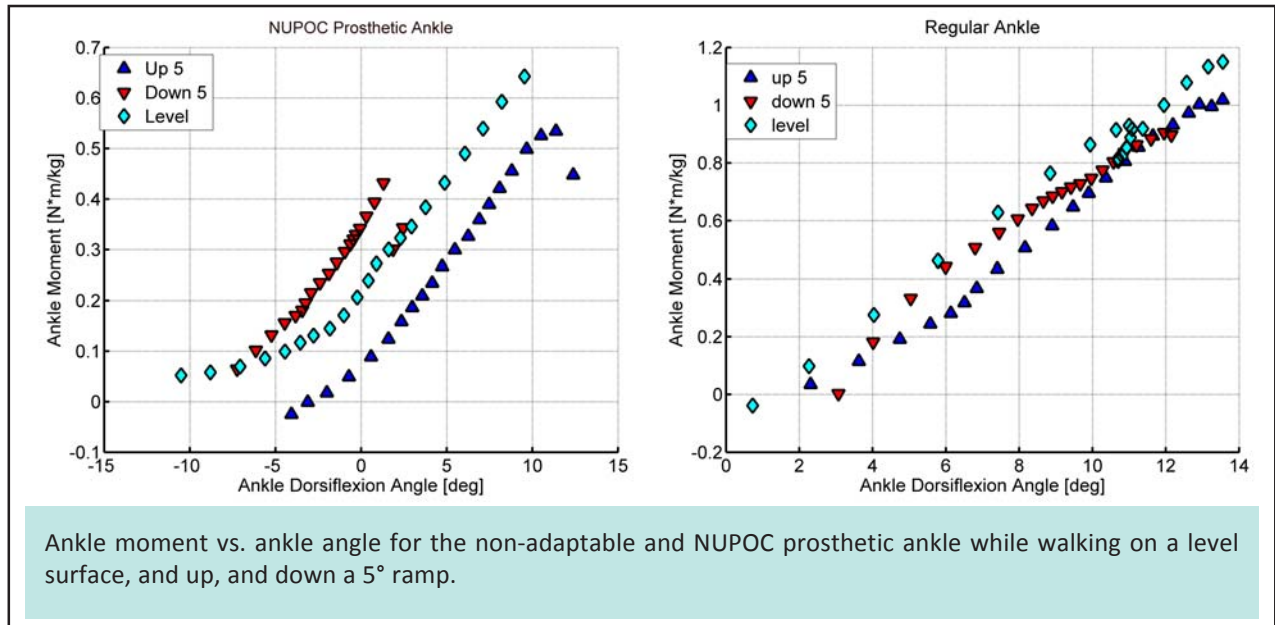 NUPOC Prosthetic Ankle
0.7
0.6
0.5
0.4
0.3
0.2
0.1
0
-0.1
Ankle Moment [N*m/kg]
Up 5
Down 5
Level
-15
-10
-5
0
5
10
15
Ankle Dorsiflexion Angle [deg]
Regular Ankle
1.2
1
0.8
0.6
0.4
0.2
0
-0.2
Ankle Moment [N*m/kg]
up 5
down 5
level
0
2
4
6
8
10
12
14
Ankle Dorsiflexion Angle [deg]
Ankle moment vs. ankle angle for the non-adaptable and NUPOC prosthetic ankle while walking on a level
surface, and up, and down a 5° ramp.